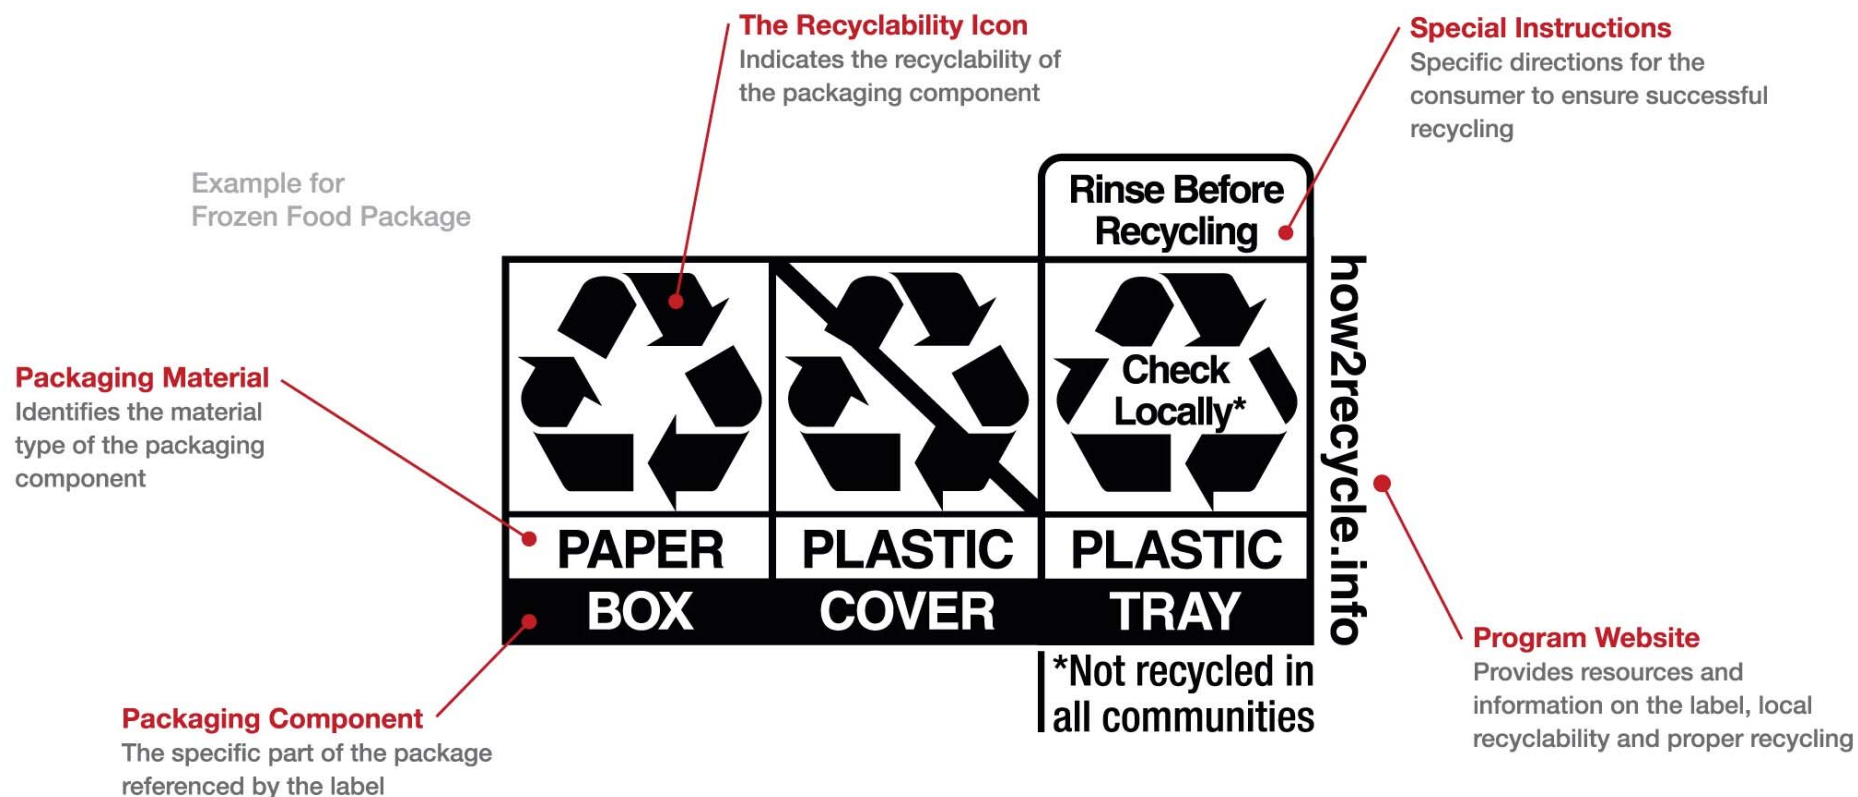 The Recyclability Icon
Indicates the recyclability of
the packaging component
Special Instructions
Specific directions for the
consumer to ensure successful
recycling
Example for
Frozen Food Package
Rinse Before
Recycling
Check
Locally*
how2recycle.info
Packaging Material
Identifies the material
type of the packaging
component
PAPER
PLASTIC
PLASTIC
BOX
COVER
TRAY
*Not recycled in
all communities
Packaging Component
The specific part of the package
referenced by the label
Program Website
Provides resources and
information on the label, local
recyclability and proper recycling